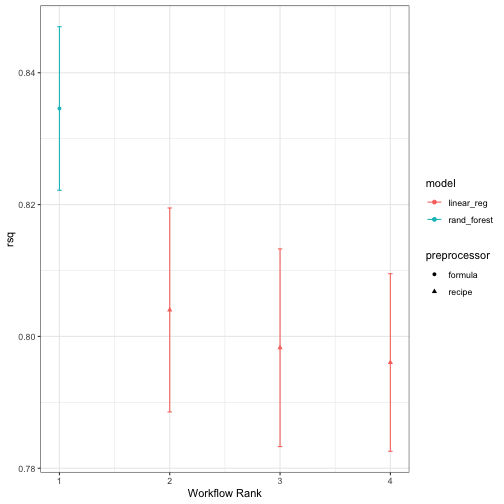 0.84
0.82
0.80
0.78
rsq
1
2
3
4
Workflow Rank
model
linear_reg
rand_forest
preprocessor
formula
recipe